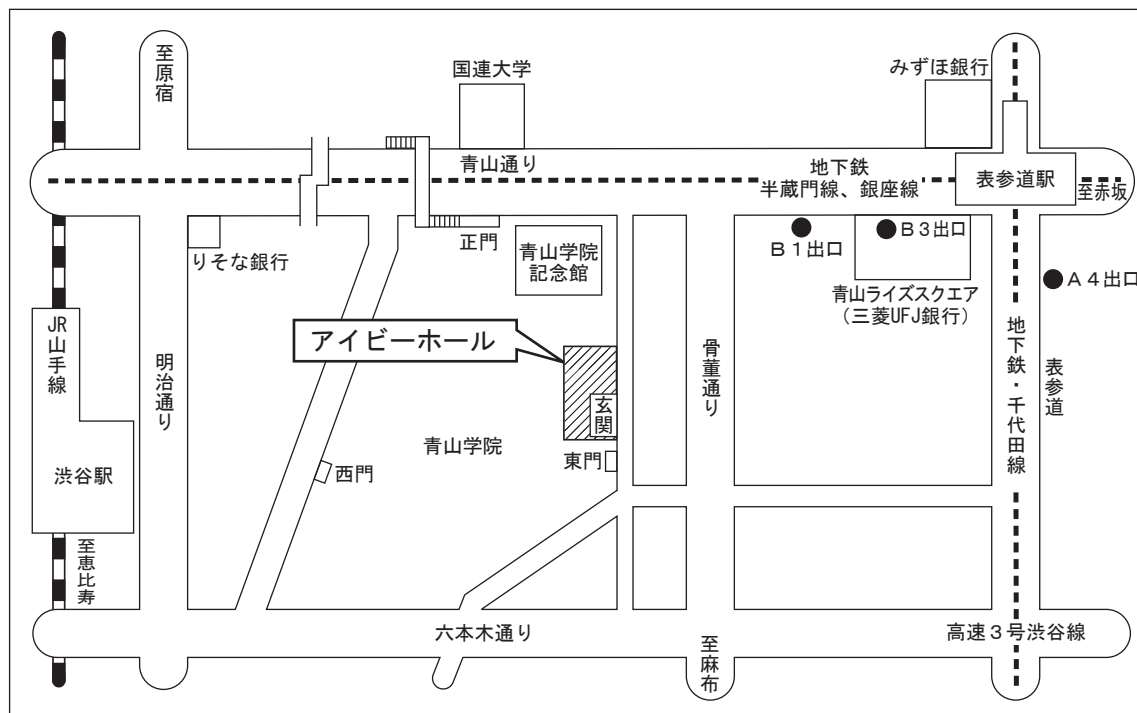 至原宿
国連大学
みずほ銀行
青山通り
地下鉄
半蔵門線、銀座線
表参道駅
至赤坂
りそな銀行
正門
青山学院
記念館
B1出口
B3出口
A4出口
青山ライズスクエア
（三菱UFJ銀行）
JR山手線
明治通り
アイビーホール
玄関
骨董通り
地下鉄・千代田線
表参道
青山学院
東門
西門
渋谷駅
至恵比寿
六本木通り
高速3号渋谷線
至麻布